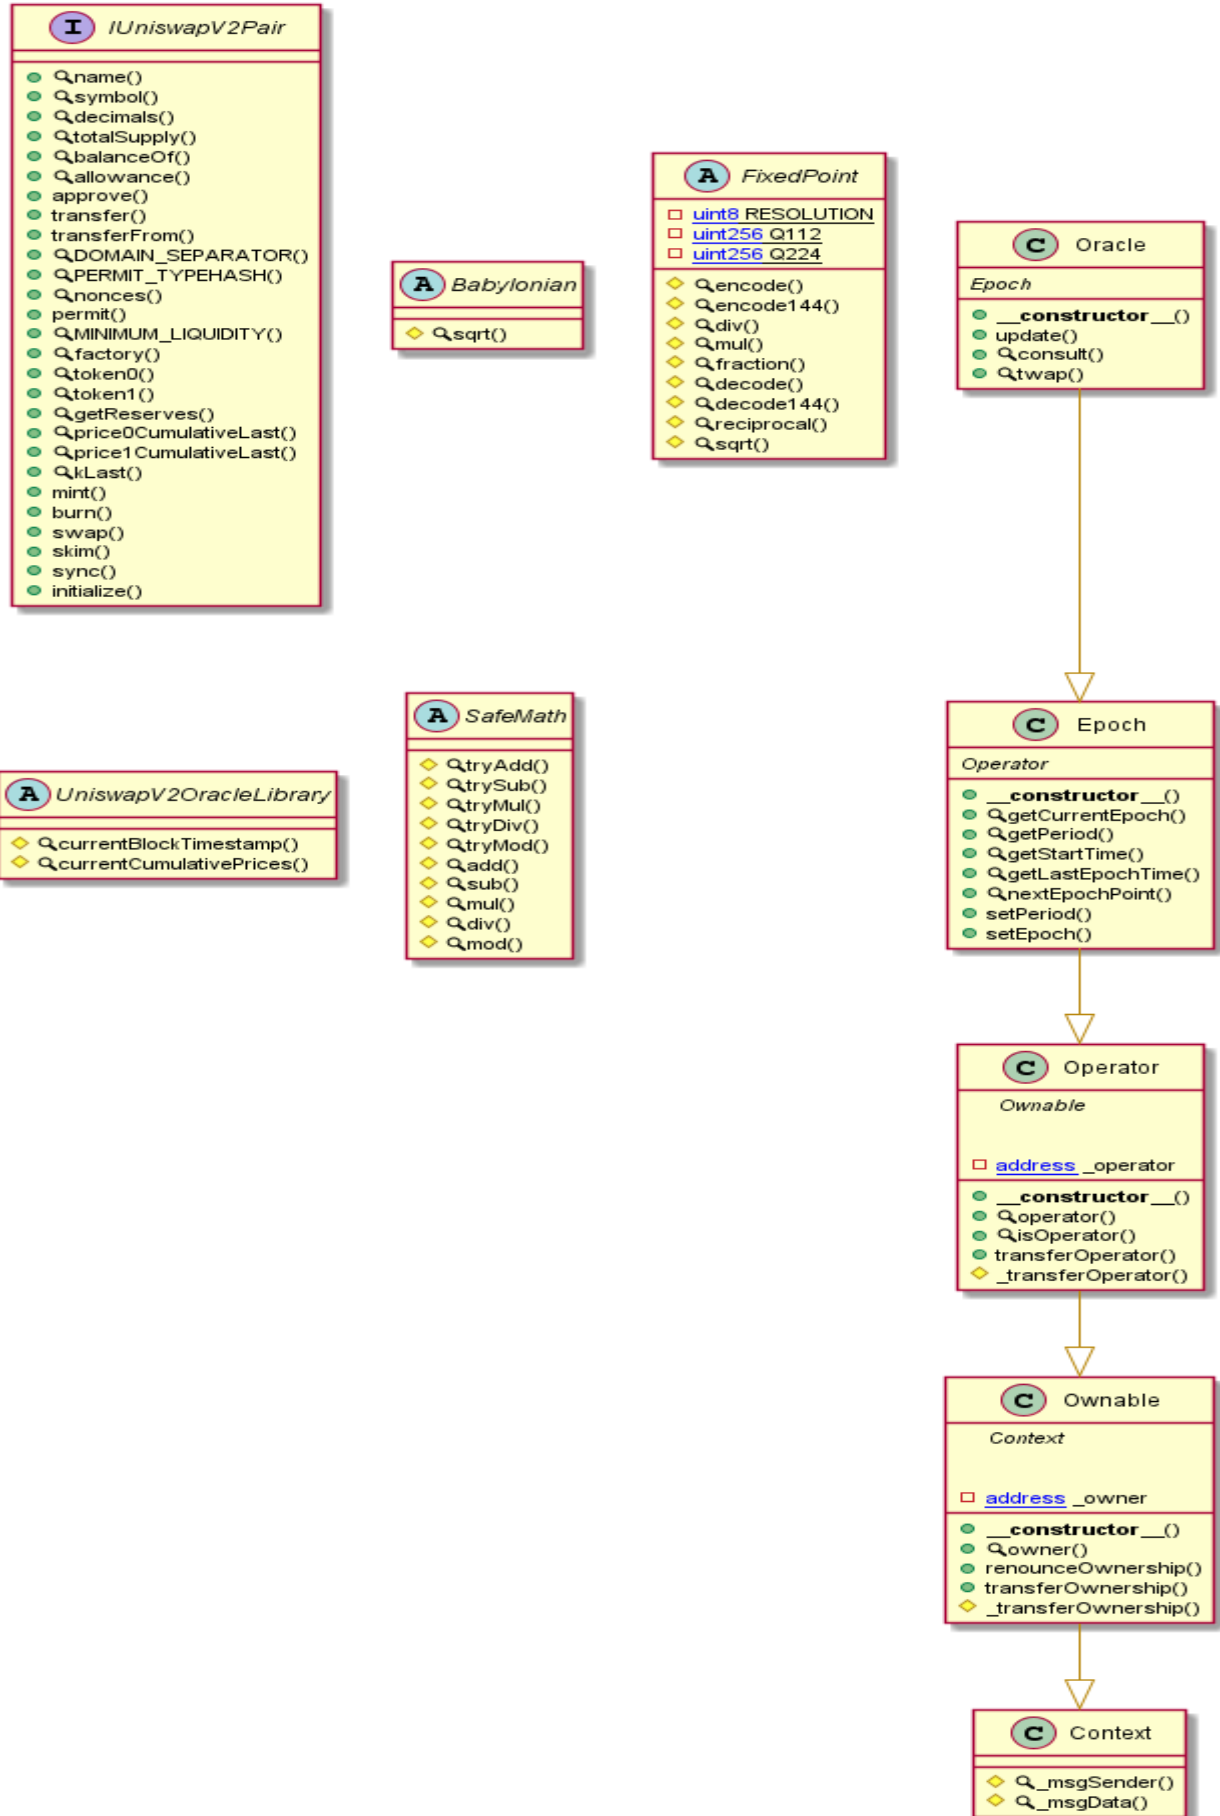 I IUniswapV2Pair
name()
symbol()
decimals()
totalSupply()
balanceOf()
allowance()
approve()
transfer()
transferFrom()
DOMAIN_SEPARATOR()
PERMIT_TYPEHASH()
nonces()
permit()
MINIMUM_LIQUIDITY()
factory()
token0()
token1()
getReserves()
price0CumulativeLast()
price1CumulativeLast()
kLast()
mint()
burn()
swap()
skim()
sync()
initialize()
A Babylonian
sqrt()
A FixedPoint
uint8 RESOLUTION
uint256 Q112
uint256 Q224
encode()
encode144()
div()
mul()
fraction()
decode()
decode144()
reciprocal()
sqrt()
C Oracle
Epoch
__constructor__()
update()
consult()
twap()
A UniswapV2OracleLibrary
currentBlockTimestamp()
currentCumulativePrices()
A SafeMath
tryAdd()
trySub()
tryMul()
tryDiv()
tryMod()
add()
sub()
mul()
div()
mod()
C Epoch
Operator
__constructor__()
getCurrentEpoch()
getPeriod()
getStartTime()
getLastEpochTime()
nextEpochPoint()
setPeriod()
setEpoch()
C Operator
Ownable
address _operator
__constructor__()
operator()
isOperator()
transferOperator()
_transferOperator()
C Ownable
Context
address _owner
__constructor__()
owner()
renounceOwnership()
transferOwnership()
_transferOwnership()
C Context
_msgSender()
_msgData()